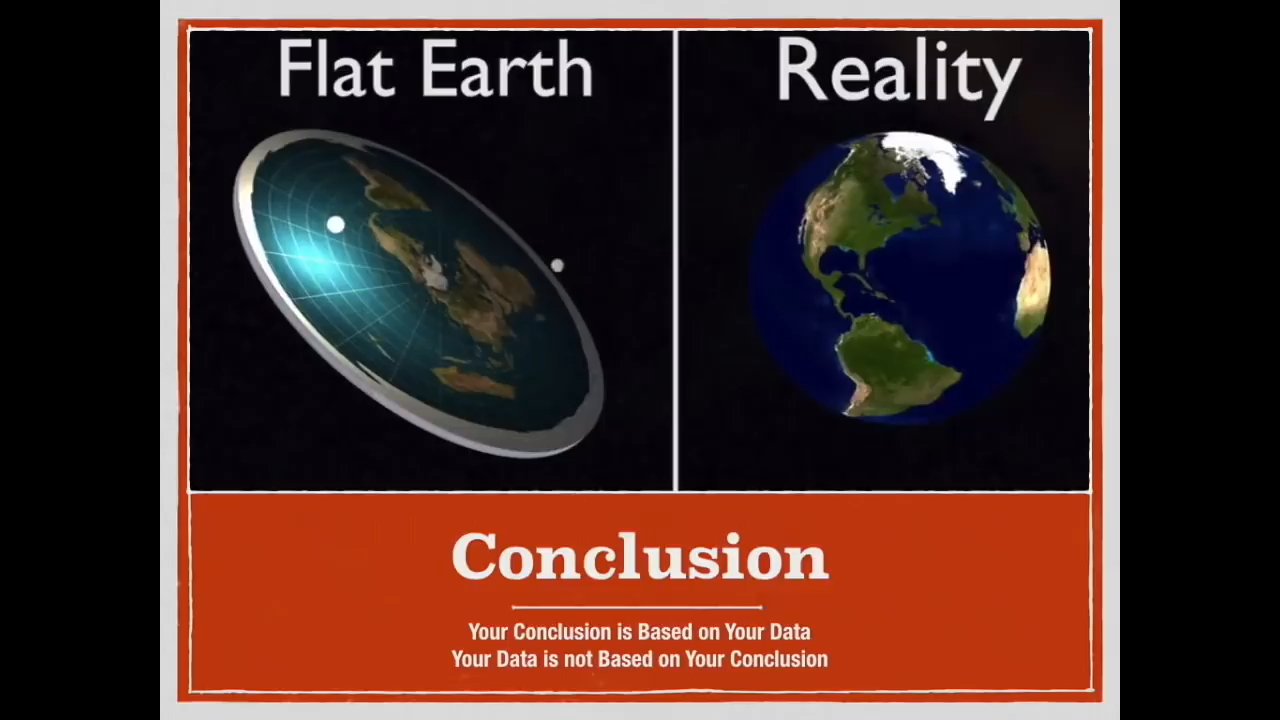 Flat Earth
Reality
Conclusion
Your Conclusion is Based on Your Data
Your Data is not Based on Your Conclusion